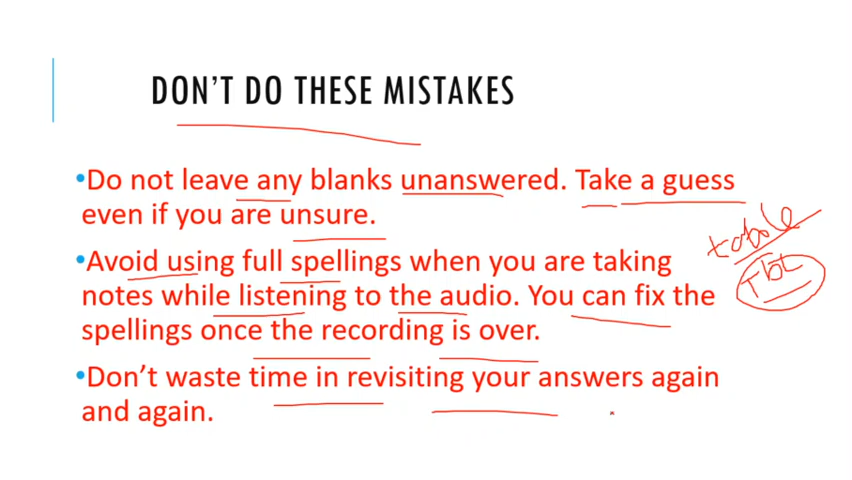 DON'T DO THESE MISTAKES
•Do not leave any blanks unanswered. Take a guess
even if you are unsure.
•Avoid using full spellings when you are taking
notes while listening to the audio. You can fix the
spellings once the recording is over.
•Don't waste time in revisiting your answers again
and again.
Tbl